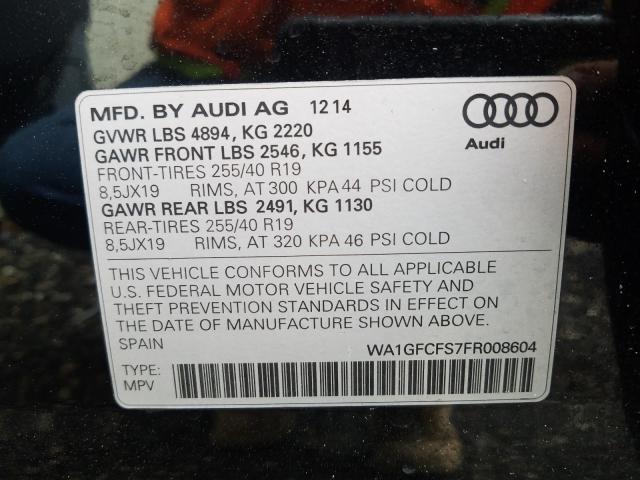 MFD. BY AUDI AG 12 14
GVWR LBS 4894, KG 2220
GAWR FRONT LBS 2546, KG 1155
FRONT-TIRES 255/40 R19
8,5JX19 RIMS, AT 300 KPA 44 PSI COLD
GAWR REAR LBS 2491, KG 1130
REAR-TIRES 255/40 R19
8,5JX19 RIMS, AT 320 KPA 46 PSI COLD
Audi
THIS VEHICLE CONFORMS TO ALL APPLICABLE
U.S. FEDERAL MOTOR VEHICLE SAFETY AND
THEFT PREVENTION STANDARDS IN EFFECT ON
THE DATE OF MANUFACTURE SHOWN ABOVE.
SPAIN WA1GFCFS7FR008604
TYPE:
MPV